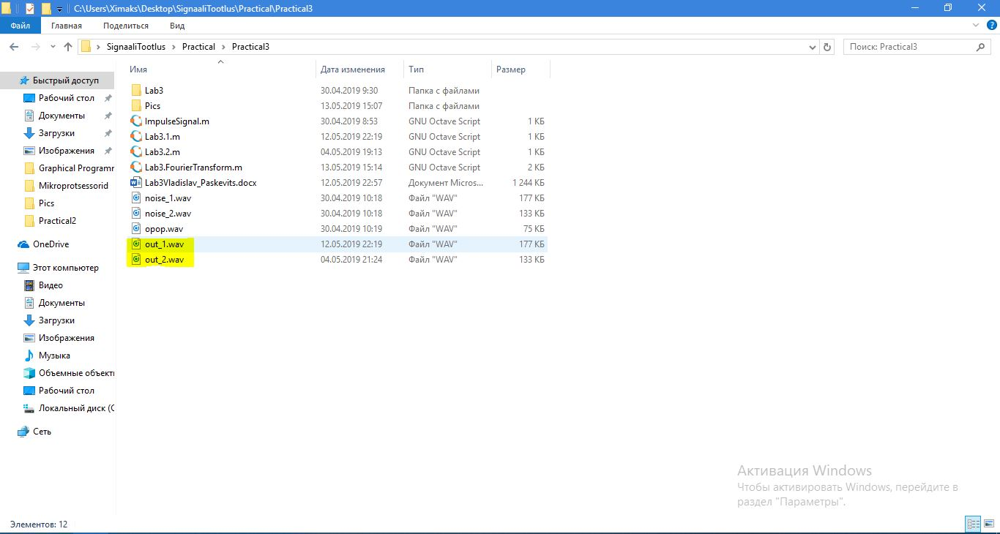 C:\Users\Ximaks\Desktop\SignaaliTootlus\Practical\Practical3
Файл Главная Поделиться Вид
SignaaliTootlus Practical Practical3 Поиск: Practical3
Имя Дата изменения Тип Размер
Быстрый доступ
Рабочий стол
Документы
Загрузки
Изображения
Graphical Programr
Mikroprotsessorid
Pics
Practical2
OneDrive
Этот компьютер
Видео
Документы
Загрузки
Изображения
Музыка
Объемные объекть
Рабочий стол
Локальный диск (C
Сеть
Lab3 30.04.2019 9:30 Папка с файлами
Pics 13.05.2019 15:07 Папка с файлами
ImpulseSignal.m 30.04.2019 8:53 GNU Octave Script 1 КБ
Lab3.1.m 12.05.2019 22:19 GNU Octave Script 1 КБ
Lab3.2.m 04.05.2019 19:13 GNU Octave Script 1 КБ
Lab3.FourierTransform.m 13.05.2019 15:14 GNU Octave Script 2 КБ
Lab3Vladislav_Paskevits.docx 12.05.2019 22:57 Документ Micros... 1 244 КБ
noise_1.wav 30.04.2019 10:18 Файл "WAV" 177 КБ
noise_2.wav 30.04.2019 10:18 Файл "WAV" 133 КБ
opop.wav 30.04.2019 10:19 Файл "WAV" 75 КБ
out_1.wav 12.05.2019 22:19 Файл "WAV" 177 КБ
out_2.wav 04.05.2019 21:24 Файл "WAV" 133 КБ
Активация Windows
Чтобы активировать Windows, перейдите в
раздел "Параметры".
Элементов: 12